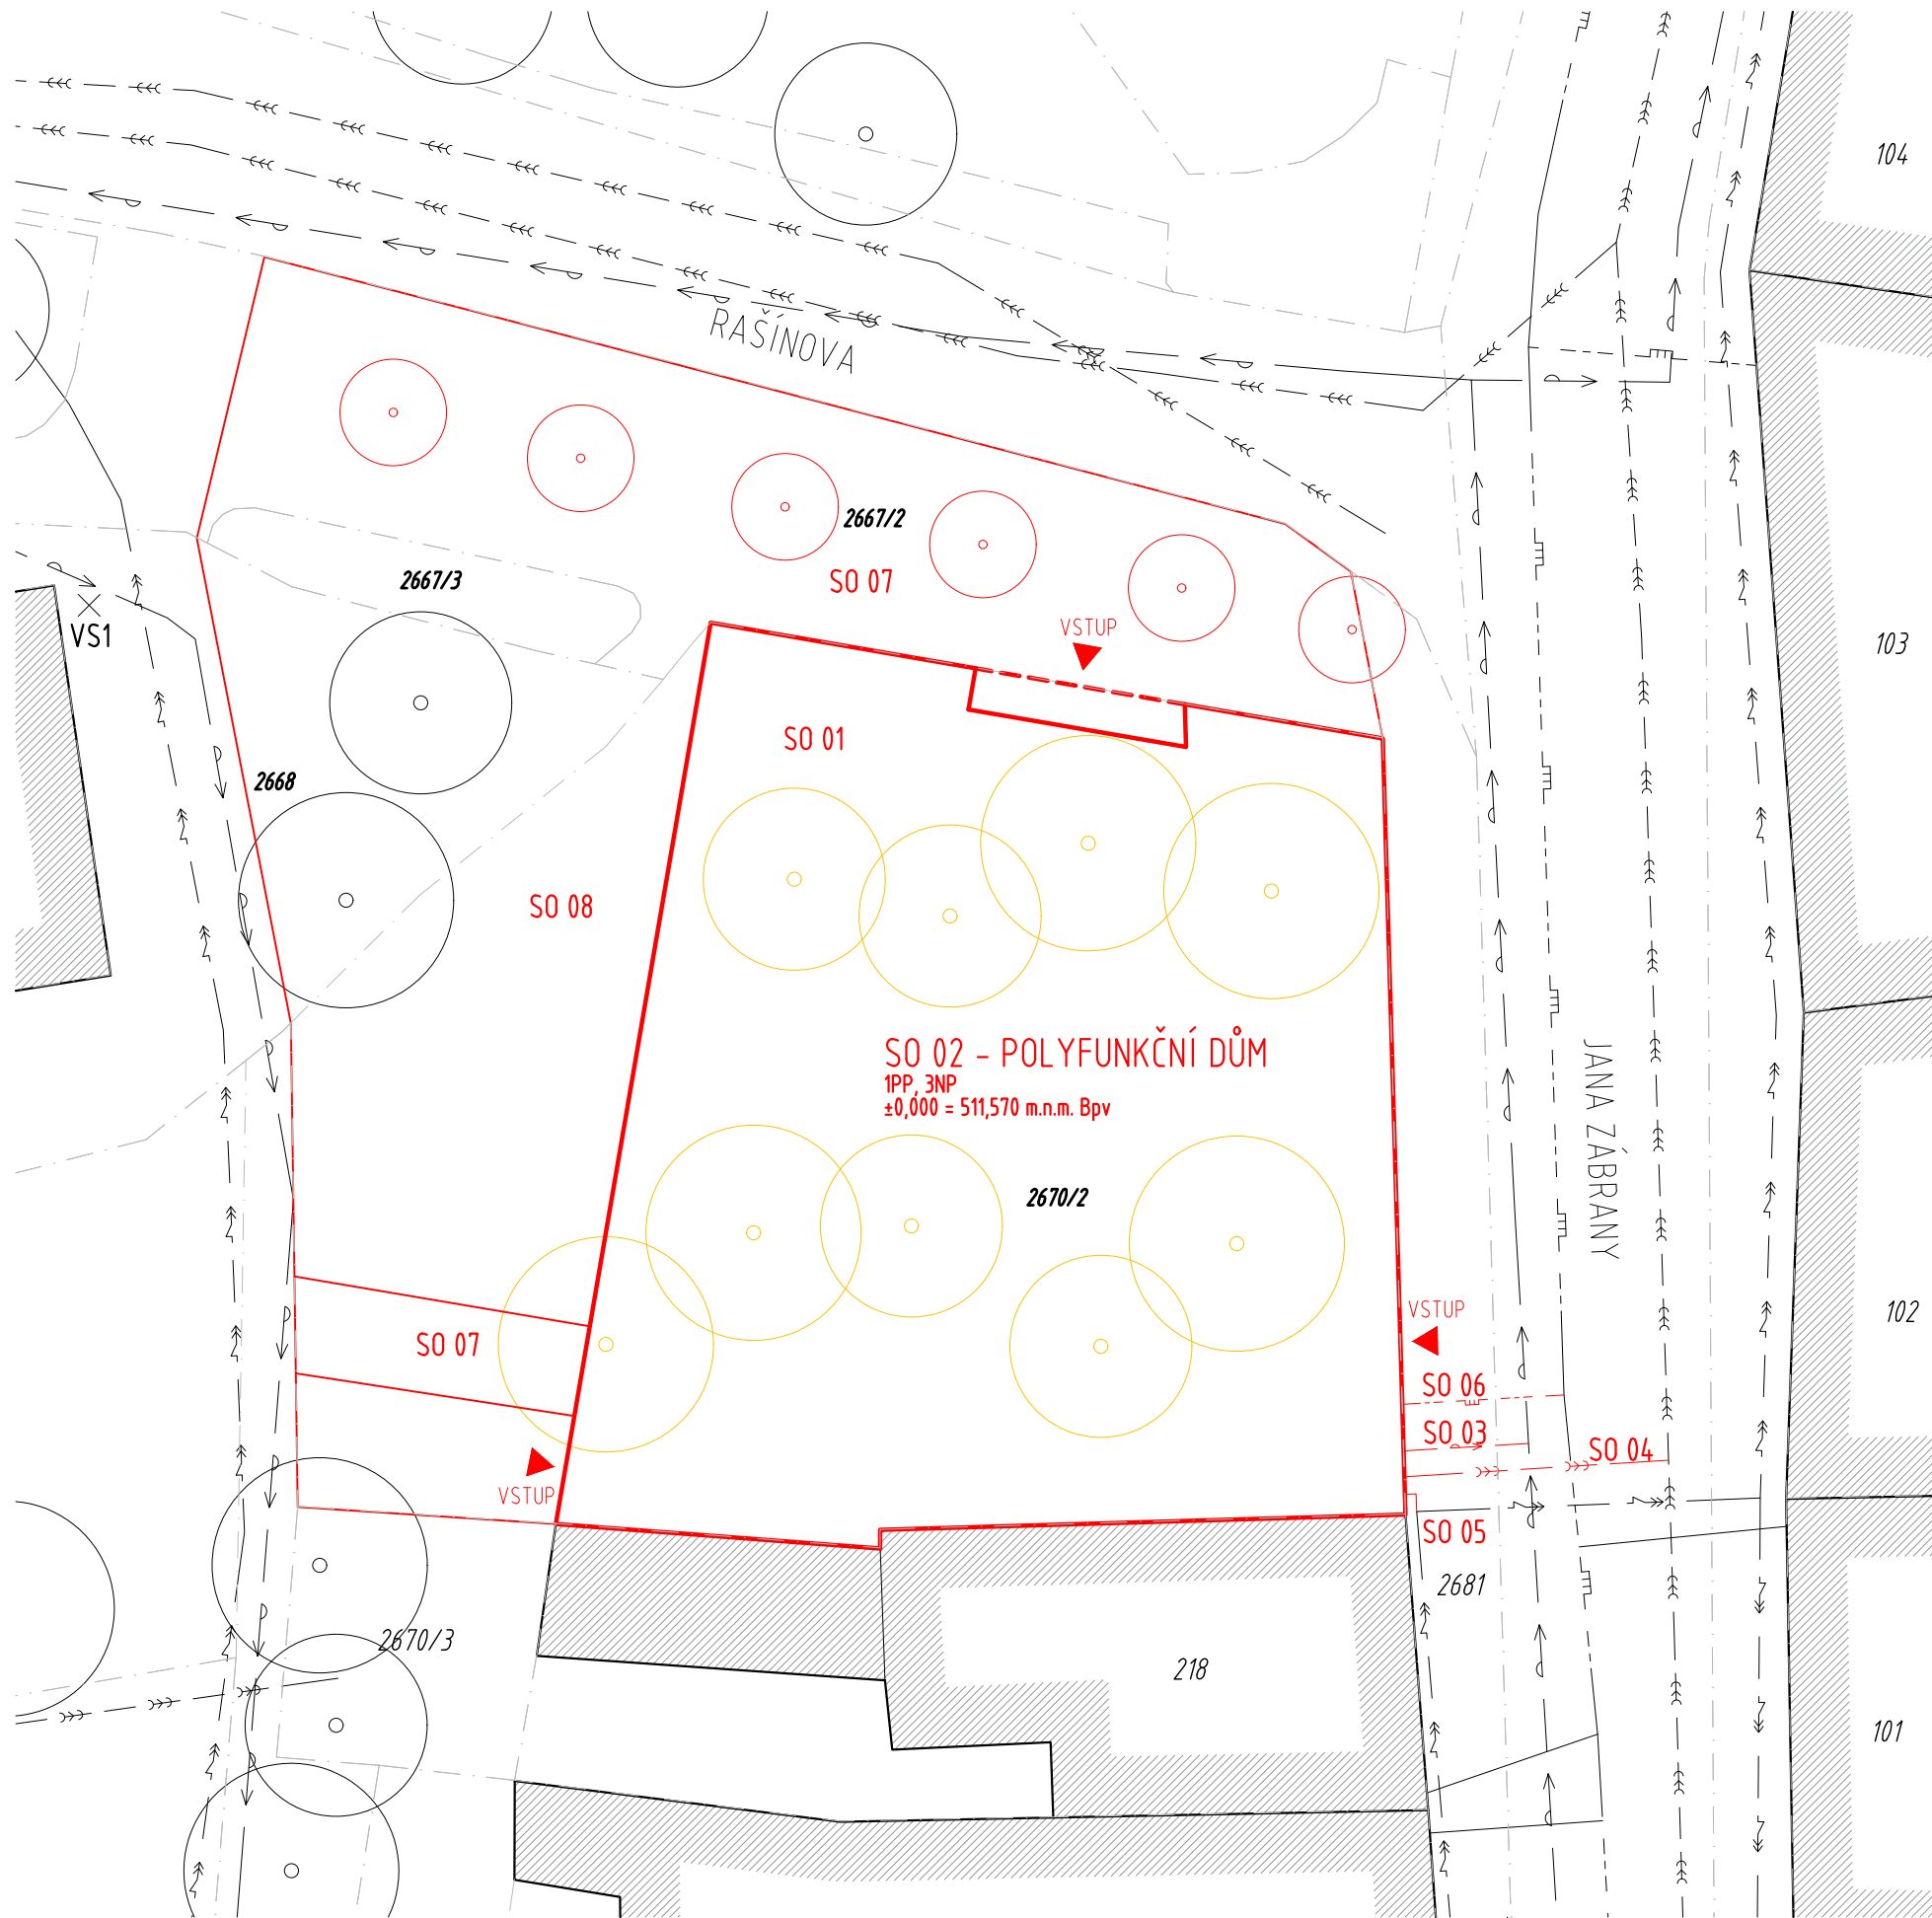 104
RAŠÍNOVA
2667/2
2667/3
SO 07
VSTUP
VS1
103
SO 01
2668
SO 08
SO 02 - POLYFUNKČNÍ DŮM
1PP, 3NP
±0,000 = 511,570 m.n.m. Bpv
JANA ZÁBRANY
2670/2
VSTUP
102
SO 07
SO 06
SO 03
SO 04
VSTUP
SO 05
2681
2670/3
218
101